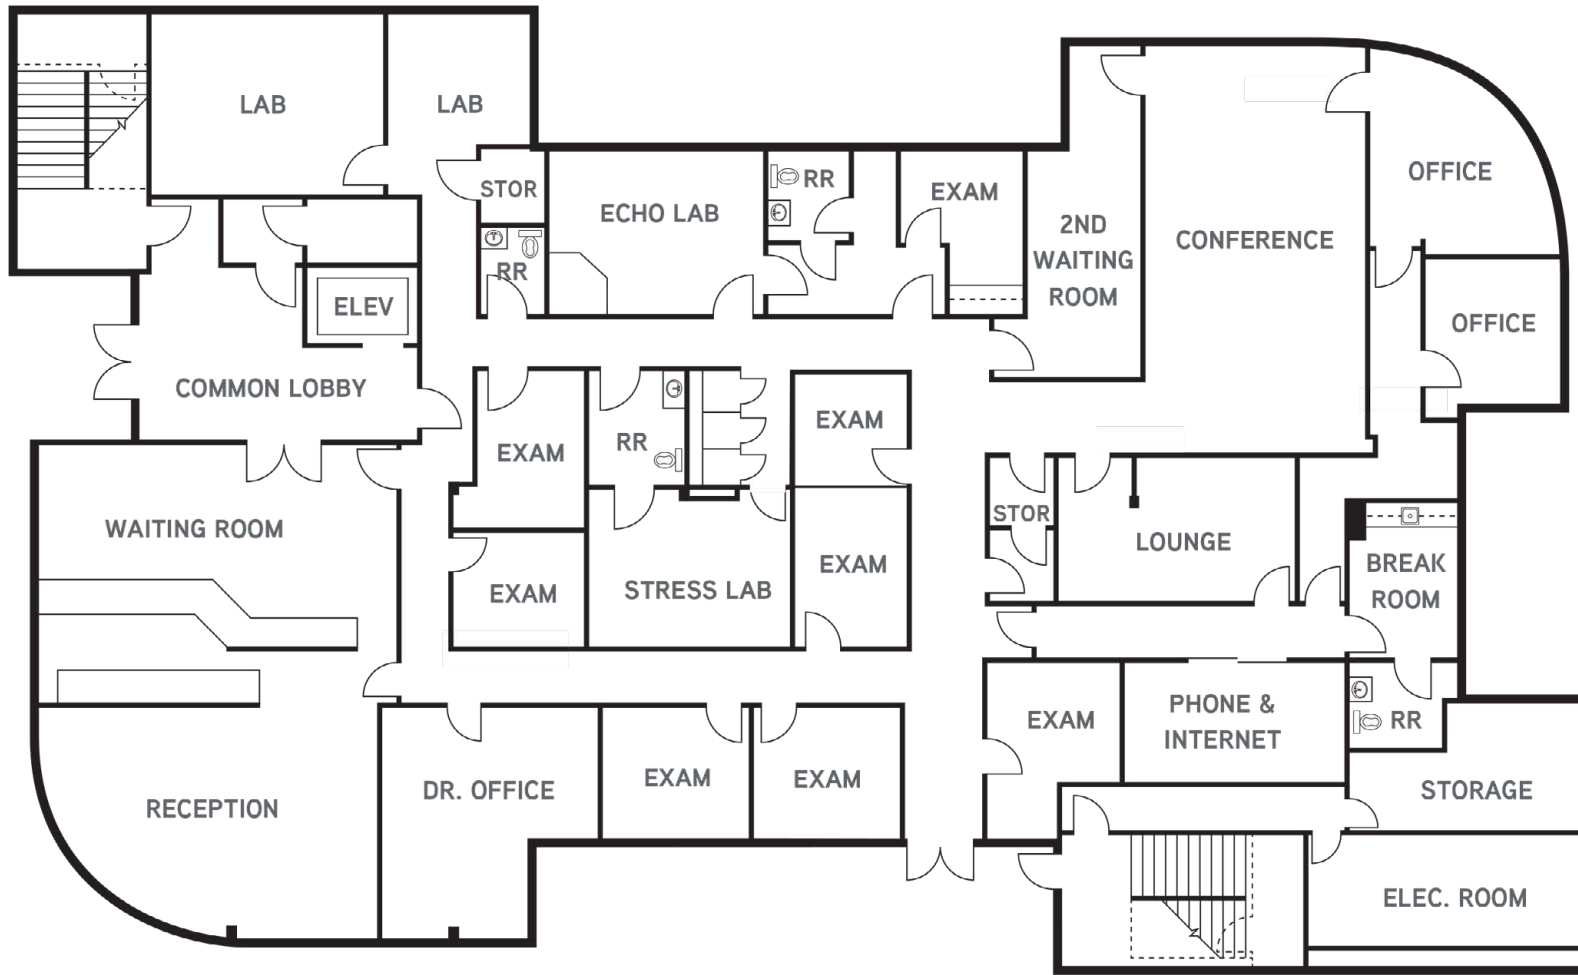 LAB
LAB
STOR
RR
ECHO LAB
RR
EXAM
2ND
WAITING
ROOM
CONFERENCE
OFFICE
OFFICE
ELEV
COMMON LOBBY
EXAM
RR
EXAM
WAITING ROOM
EXAM
STRESS LAB
EXAM
STOR
LOUNGE
BREAK
ROOM
RECEPTION
DR. OFFICE
EXAM
EXAM
EXAM
PHONE &
INTERNET
RR
STORAGE
ELEC. ROOM